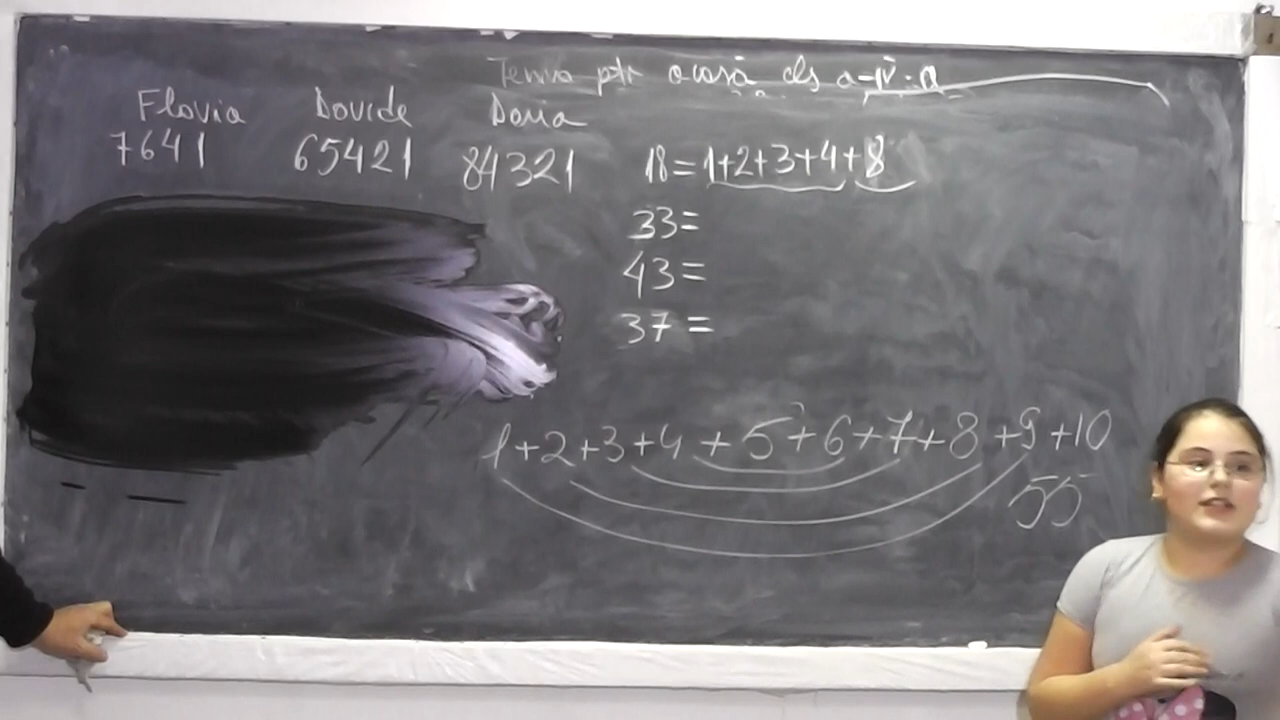 Tema ptr acasă cls a-IV-a
Flavia Davide Daria
7641 65421 84321 18=1+2+3+4+8
33=
43=
37=
1+2+3+4+5+6+7+8+9+10
55